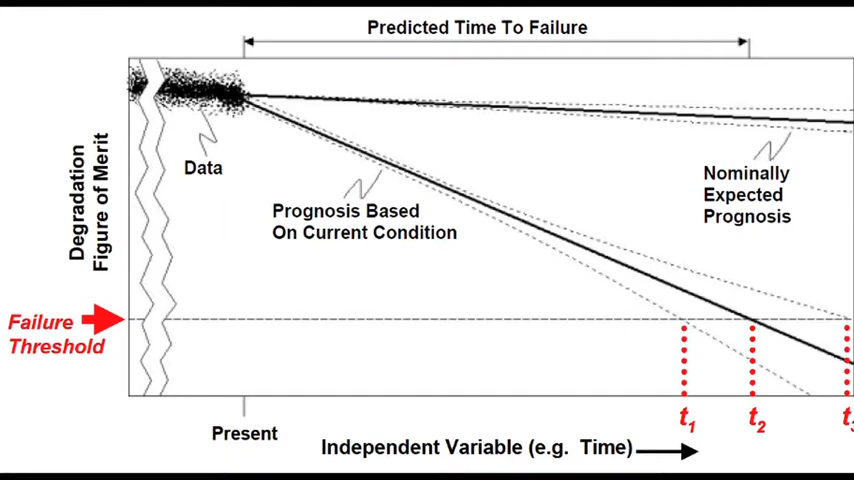 Predicted Time To Failure
Data
Nominally
Expected
Prognosis
Prognosis Based
On Current Condition
Degradation
Figure of Merit
Failure
Threshold
t1
t2
t3
Present
Independent Variable (e.g. Time)